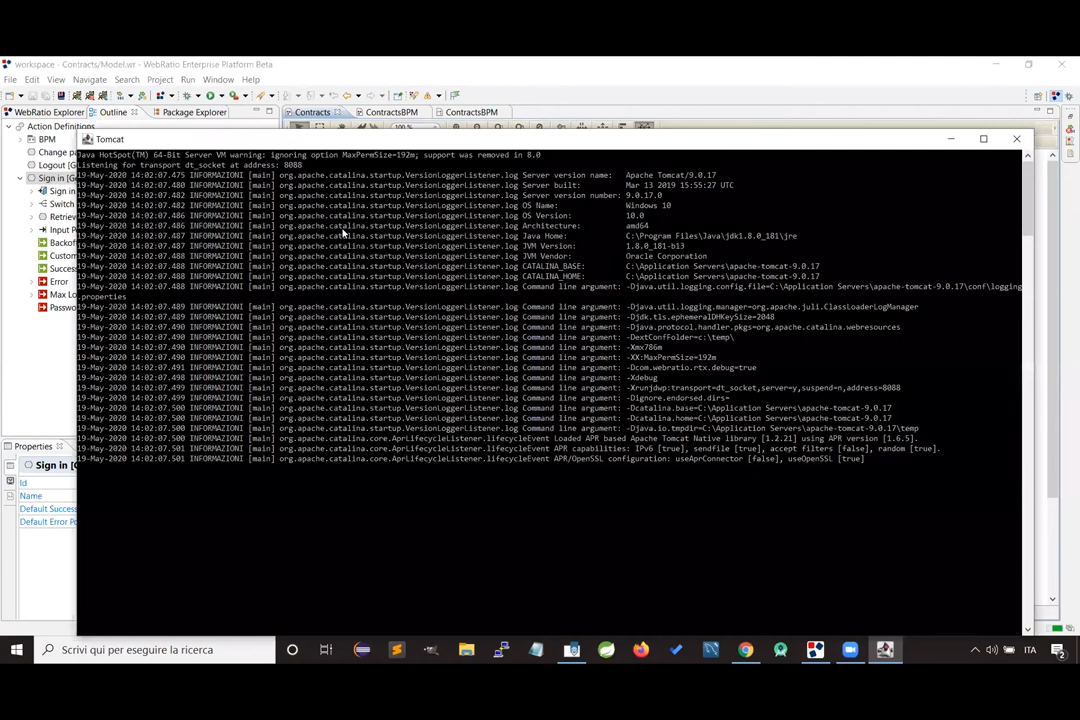 workspace - Contracts/Model.wr - WebRatio Enterprise Platform Beta
File Edit View Navigate Search Project Run Window Help
WebRatio Explorer Outline Package Explorer Contracts ContractsBPM ContractsBPM
Action Definitions
BPM
Change pa
Logout [G
Sign in [G
Sign in
Switch
Retriev
Input P
Backof
Custom
Success
Error
Max Lo
Passwo
Properties
Sign in [G
Id
Name
Default Succes
Default Error Po
Tomcat
Java HotSpot(TM) 64-Bit Server VM warning: ignoring option MaxPermSize=192m; support was removed in 8.0
Listening for transport dt_socket at address: 8088
19-May-2020 14:02:07.475 INFORMAZIONI [main] org.apache.catalina.startup.VersionLoggerListener.log Server version name: Apache Tomcat/9.0.17
19-May-2020 14:02:07.480 INFORMAZIONI [main] org.apache.catalina.startup.VersionLoggerListener.log Server built: Mar 13 2019 15:55:27 UTC
19-May-2020 14:02:07.482 INFORMAZIONI [main] org.apache.catalina.startup.VersionLoggerListener.log Server version number: 9.0.17.0
19-May-2020 14:02:07.482 INFORMAZIONI [main] org.apache.catalina.startup.VersionLoggerListener.log OS Name: Windows 10
19-May-2020 14:02:07.486 INFORMAZIONI [main] org.apache.catalina.startup.VersionLoggerListener.log OS Version: 10.0
19-May-2020 14:02:07.486 INFORMAZIONI [main] org.apache.catalina.startup.VersionLoggerListener.log Architecture: amd64
19-May-2020 14:02:07.487 INFORMAZIONI [main] org.apache.catalina.startup.VersionLoggerListener.log Java Home: C:\Program Files\Java\jdk1.8.0_181\jre
19-May-2020 14:02:07.488 INFORMAZIONI [main] org.apache.catalina.startup.VersionLoggerListener.log JVM Version: 1.8.0_181-b13
19-May-2020 14:02:07.488 INFORMAZIONI [main] org.apache.catalina.startup.VersionLoggerListener.log JVM Vendor: Oracle Corporation
19-May-2020 14:02:07.488 INFORMAZIONI [main] org.apache.catalina.startup.VersionLoggerListener.log CATALINA_BASE: C:\Application Servers\apache-tomcat-9.0.17
19-May-2020 14:02:07.488 INFORMAZIONI [main] org.apache.catalina.startup.VersionLoggerListener.log CATALINA_HOME: C:\Application Servers\apache-tomcat-9.0.17
19-May-2020 14:02:07.488 INFORMAZIONI [main] org.apache.catalina.startup.VersionLoggerListener.log Command line argument: -Djava.util.logging.config.file=C:\Application Servers\apache-tomcat-9.0.17\conf\logging
.properties
19-May-2020 14:02:07.489 INFORMAZIONI [main] org.apache.catalina.startup.VersionLoggerListener.log Command line argument: -Djava.util.logging.manager=org.apache.juli.ClassLoaderLogManager
19-May-2020 14:02:07.489 INFORMAZIONI [main] org.apache.catalina.startup.VersionLoggerListener.log Command line argument: -Djdk.tls.ephemeralDHKeySize=2048
19-May-2020 14:02:07.490 INFORMAZIONI [main] org.apache.catalina.startup.VersionLoggerListener.log Command line argument: -Djava.protocol.handler.pkgs=org.apache.catalina.webresources
19-May-2020 14:02:07.490 INFORMAZIONI [main] org.apache.catalina.startup.VersionLoggerListener.log Command line argument: -DextConfFolder=c:\temp\
19-May-2020 14:02:07.490 INFORMAZIONI [main] org.apache.catalina.startup.VersionLoggerListener.log Command line argument: -Xmx786m
19-May-2020 14:02:07.490 INFORMAZIONI [main] org.apache.catalina.startup.VersionLoggerListener.log Command line argument: -XX:MaxPermSize=192m
19-May-2020 14:02:07.491 INFORMAZIONI [main] org.apache.catalina.startup.VersionLoggerListener.log Command line argument: -Dcom.webratio.rtx.debug=true
19-May-2020 14:02:07.498 INFORMAZIONI [main] org.apache.catalina.startup.VersionLoggerListener.log Command line argument: -Xdebug
19-May-2020 14:02:07.498 INFORMAZIONI [main] org.apache.catalina.startup.VersionLoggerListener.log Command line argument: -Xrunjdwp:transport=dt_socket,server=y,suspend=n,address=8088
19-May-2020 14:02:07.499 INFORMAZIONI [main] org.apache.catalina.startup.VersionLoggerListener.log Command line argument: -Dignore.endorsed.dirs=
19-May-2020 14:02:07.500 INFORMAZIONI [main] org.apache.catalina.startup.VersionLoggerListener.log Command line argument: -Dcatalina.base=C:\Application Servers\apache-tomcat-9.0.17
19-May-2020 14:02:07.500 INFORMAZIONI [main] org.apache.catalina.startup.VersionLoggerListener.log Command line argument: -Dcatalina.home=C:\Application Servers\apache-tomcat-9.0.17
19-May-2020 14:02:07.500 INFORMAZIONI [main] org.apache.catalina.startup.VersionLoggerListener.log Command line argument: -Djava.io.tmpdir=C:\Application Servers\apache-tomcat-9.0.17\temp
19-May-2020 14:02:07.500 INFORMAZIONI [main] org.apache.catalina.core.AprLifecycleListener.lifecycleEvent Loaded APR based Apache Tomcat Native library [1.2.21] using APR version [1.6.5].
19-May-2020 14:02:07.501 INFORMAZIONI [main] org.apache.catalina.core.AprLifecycleListener.lifecycleEvent APR capabilities: IPv6 [true], sendfile [true], accept filters [false], random [true].
19-May-2020 14:02:07.501 INFORMAZIONI [main] org.apache.catalina.core.AprLifecycleListener.lifecycleEvent APR/OpenSSL configuration: useAprConnector [false], useOpenSSL [true]
Scrivi qui per eseguire la ricerca
ITA
2